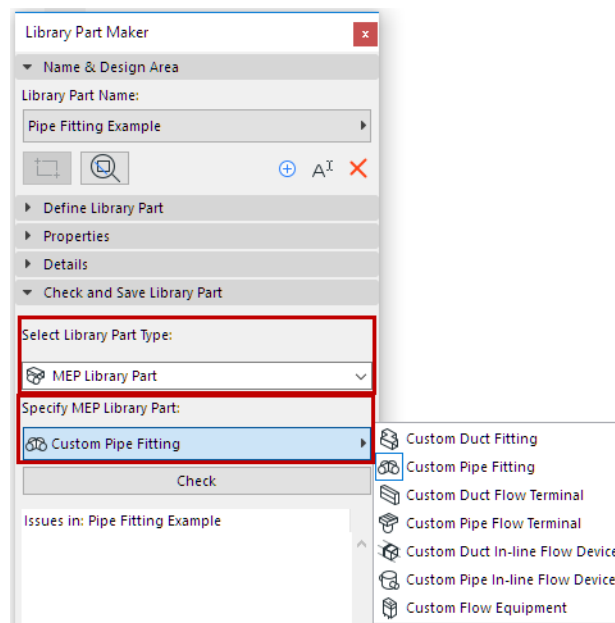 Library Part Maker
x
Name & Design Area
Library Part Name:
Pipe Fitting Example
A
Define Library Part
Properties
Details
Check and Save Library Part
Select Library Part Type:
MEP Library Part
Specify MEP Library Part:
Custom Pipe Fitting
Check
Issues in: Pipe Fitting Example
Custom Duct Fitting
Custom Pipe Fitting
Custom Duct Flow Terminal
Custom Pipe Flow Terminal
Custom Duct In-line Flow Device
Custom Pipe In-line Flow Device
Custom Flow Equipment